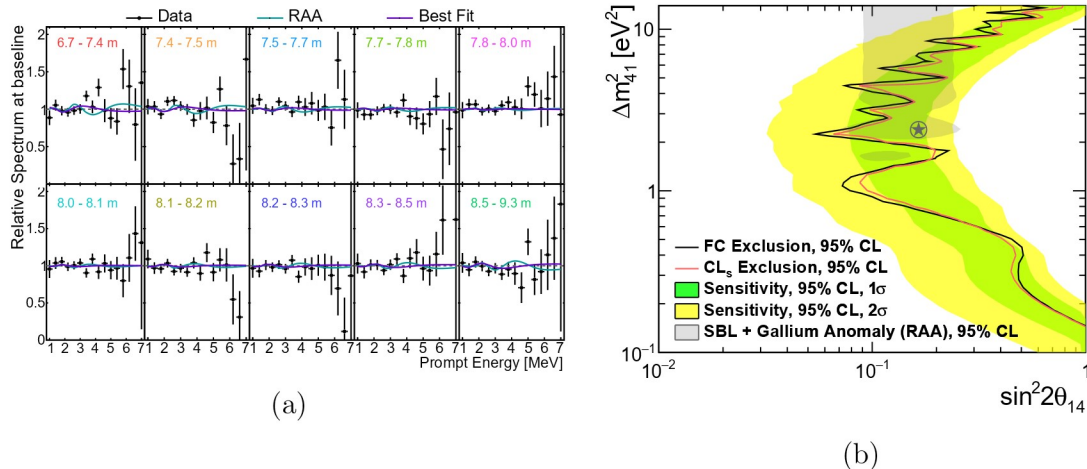 Data RAA Best Fit
Relative Spectrum at baseline
2
1.5
1
0.5
6.7 - 7.4 m
7.4 - 7.5 m
7.5 - 7.7 m
7.7 - 7.8 m
7.8 - 8.0 m
2
1.5
1
0.5
0
8.0 - 8.1 m
8.1 - 8.2 m
8.2 - 8.3 m
8.3 - 8.5 m
8.5 - 9.3 m
1 2 3 4 5 6 7 1 2 3 4 5 6 7 1 2 3 4 5 6 7 1 2 3 4 5 6 7 1 2 3 4 5 6 7
Prompt Energy [MeV]
(a)
Δm²₄₁ [eV²]
10
1
10⁻¹
FC Exclusion, 95% CL
CLₛ Exclusion, 95% CL
Sensitivity, 95% CL, 1σ
Sensitivity, 95% CL, 2σ
SBL + Gallium Anomaly (RAA), 95% CL
10⁻² 10⁻¹ 1
sin²2θ₁₄
(b)